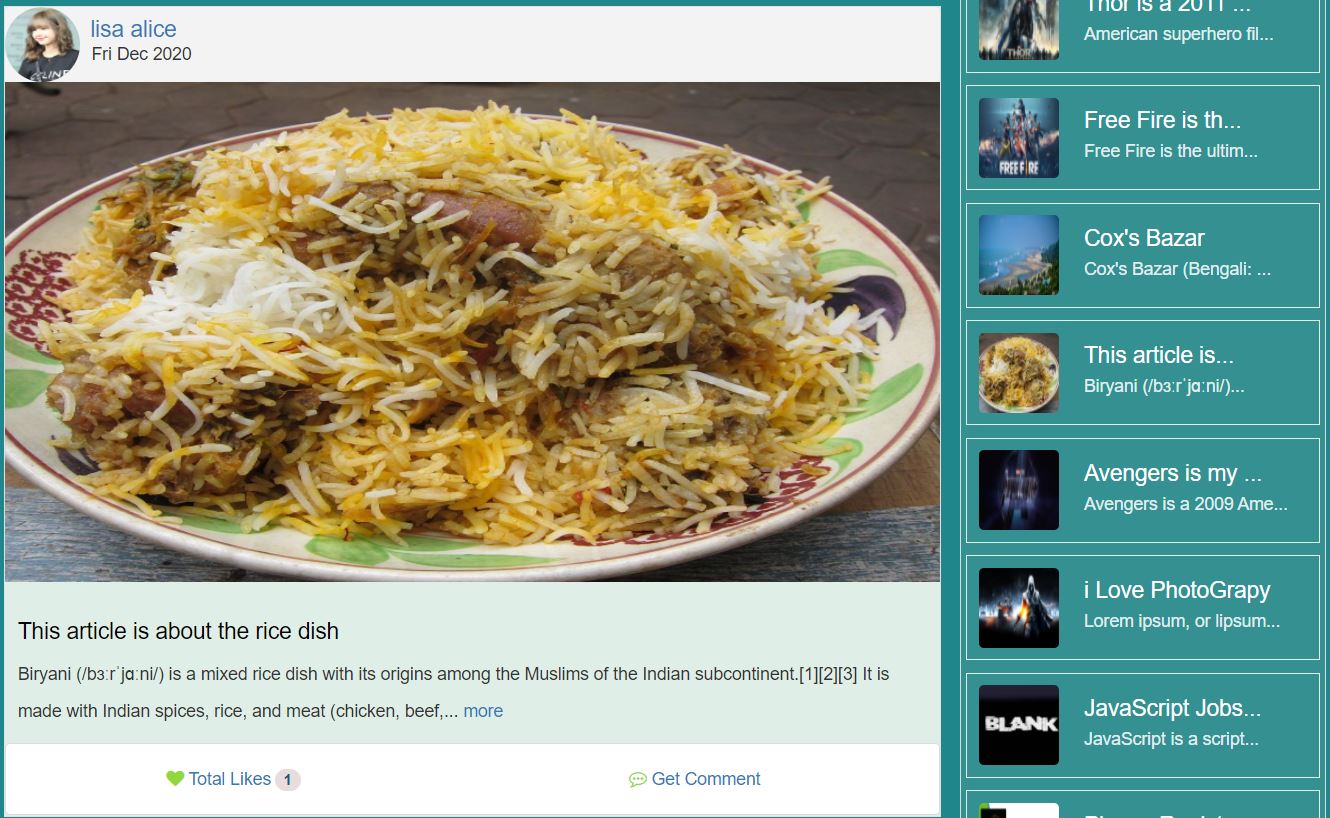 lisa alice
Fri Dec 2020
This article is about the rice dish
Biryani (/bɜːrˈjɑːni/) is a mixed rice dish with its origins among the Muslims of the Indian subcontinent.[1][2][3] It is
made with Indian spices, rice, and meat (chicken, beef,... more
Total Likes 1
Get Comment
Thor is a 2011 ...
American superhero fil...
THOR
Free Fire is th...
Free Fire is the ultim...
FREE FIRE
Cox's Bazar
Cox's Bazar (Bengali: ...
This article is...
Biryani (/bɜːrˈjɑːni/)...
Avengers is my ...
Avengers is a 2009 Ame...
i Love PhotoGrapy
Lorem ipsum, or lipsum...
BLANK
JavaScript Jobs...
JavaScript is a script...